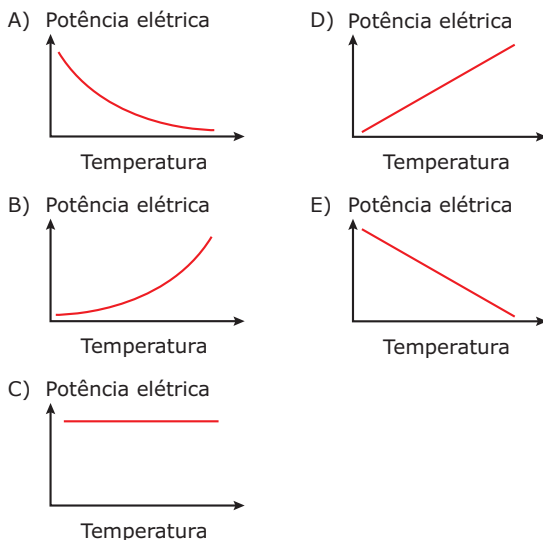 A) Potência elétrica
Temperatura
B) Potência elétrica
Temperatura
C) Potência elétrica
Temperatura
D) Potência elétrica
Temperatura
E) Potência elétrica
Temperatura